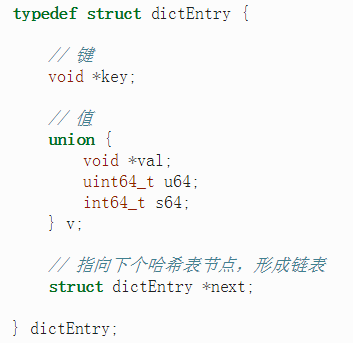 typedef struct dictEntry {
// 键
void *key;
// 值
union {
void *val;
uint64_t u64;
int64_t s64;
} v;
// 指向下个哈希表节点，形成链表
struct dictEntry *next;
} dictEntry;